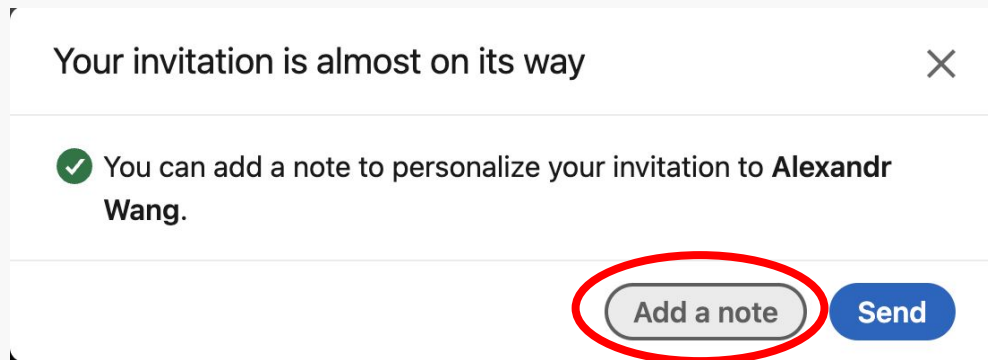 Your invitation is almost on its way
You can add a note to personalize your invitation to Alexandr
Wang.
Add a note
Send